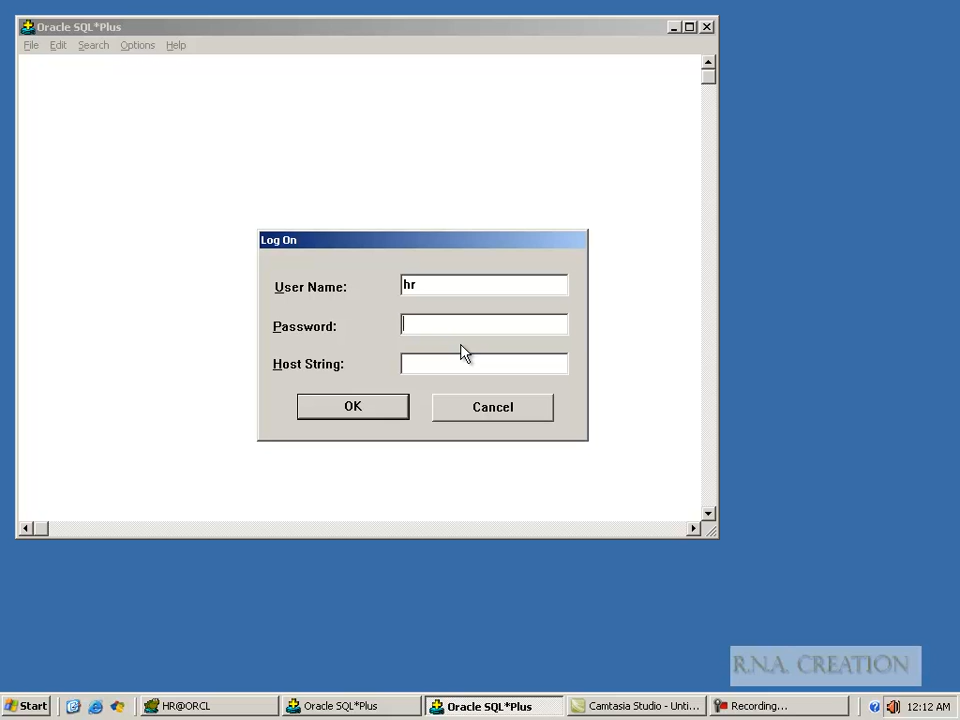 Oracle SQL*Plus
File Edit Search Options Help
Log On
User Name: hr
Password:
Host String:
OK Cancel
R.N.A. CREATION
Start HR@ORCL Oracle SQL*Plus Oracle SQL*Plus Camtasia Studio - Unti... Recording... 12:12 AM